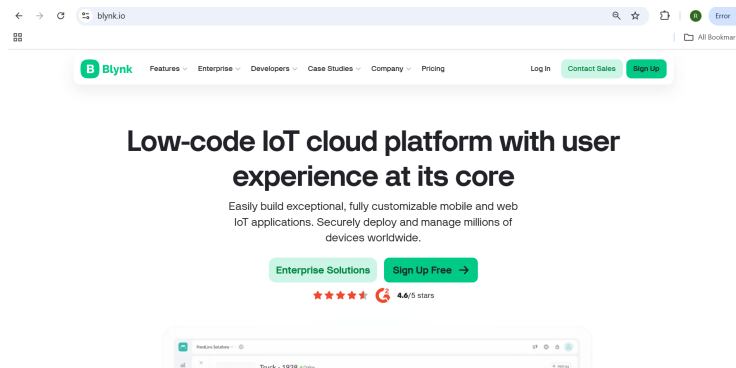 blynk.io
R
Error
All Bookmar
B Blynk
Features Enterprise Developers Case Studies Company Pricing Log In Contact Sales Sign Up
Low-code IoT cloud platform with user
experience at its core
Easily build exceptional, fully customizable mobile and web
IoT applications. Securely deploy and manage millions of
devices worldwide.
Enterprise Solutions Sign Up Free →
4.6/5 stars
Truck - 1838